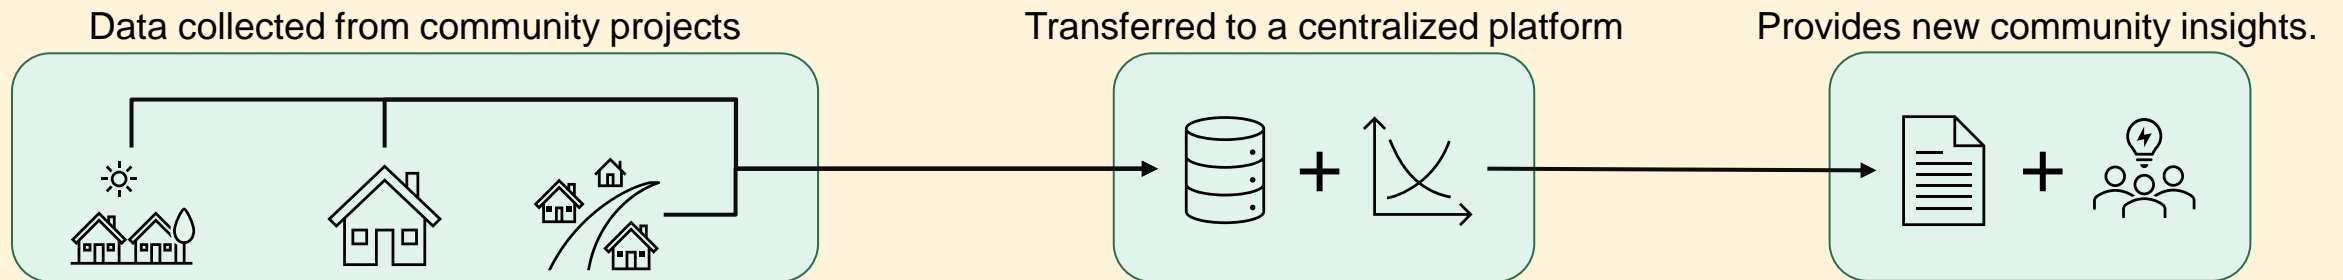 Data collected from community projects
Transferred to a centralized platform
Provides new community insights.